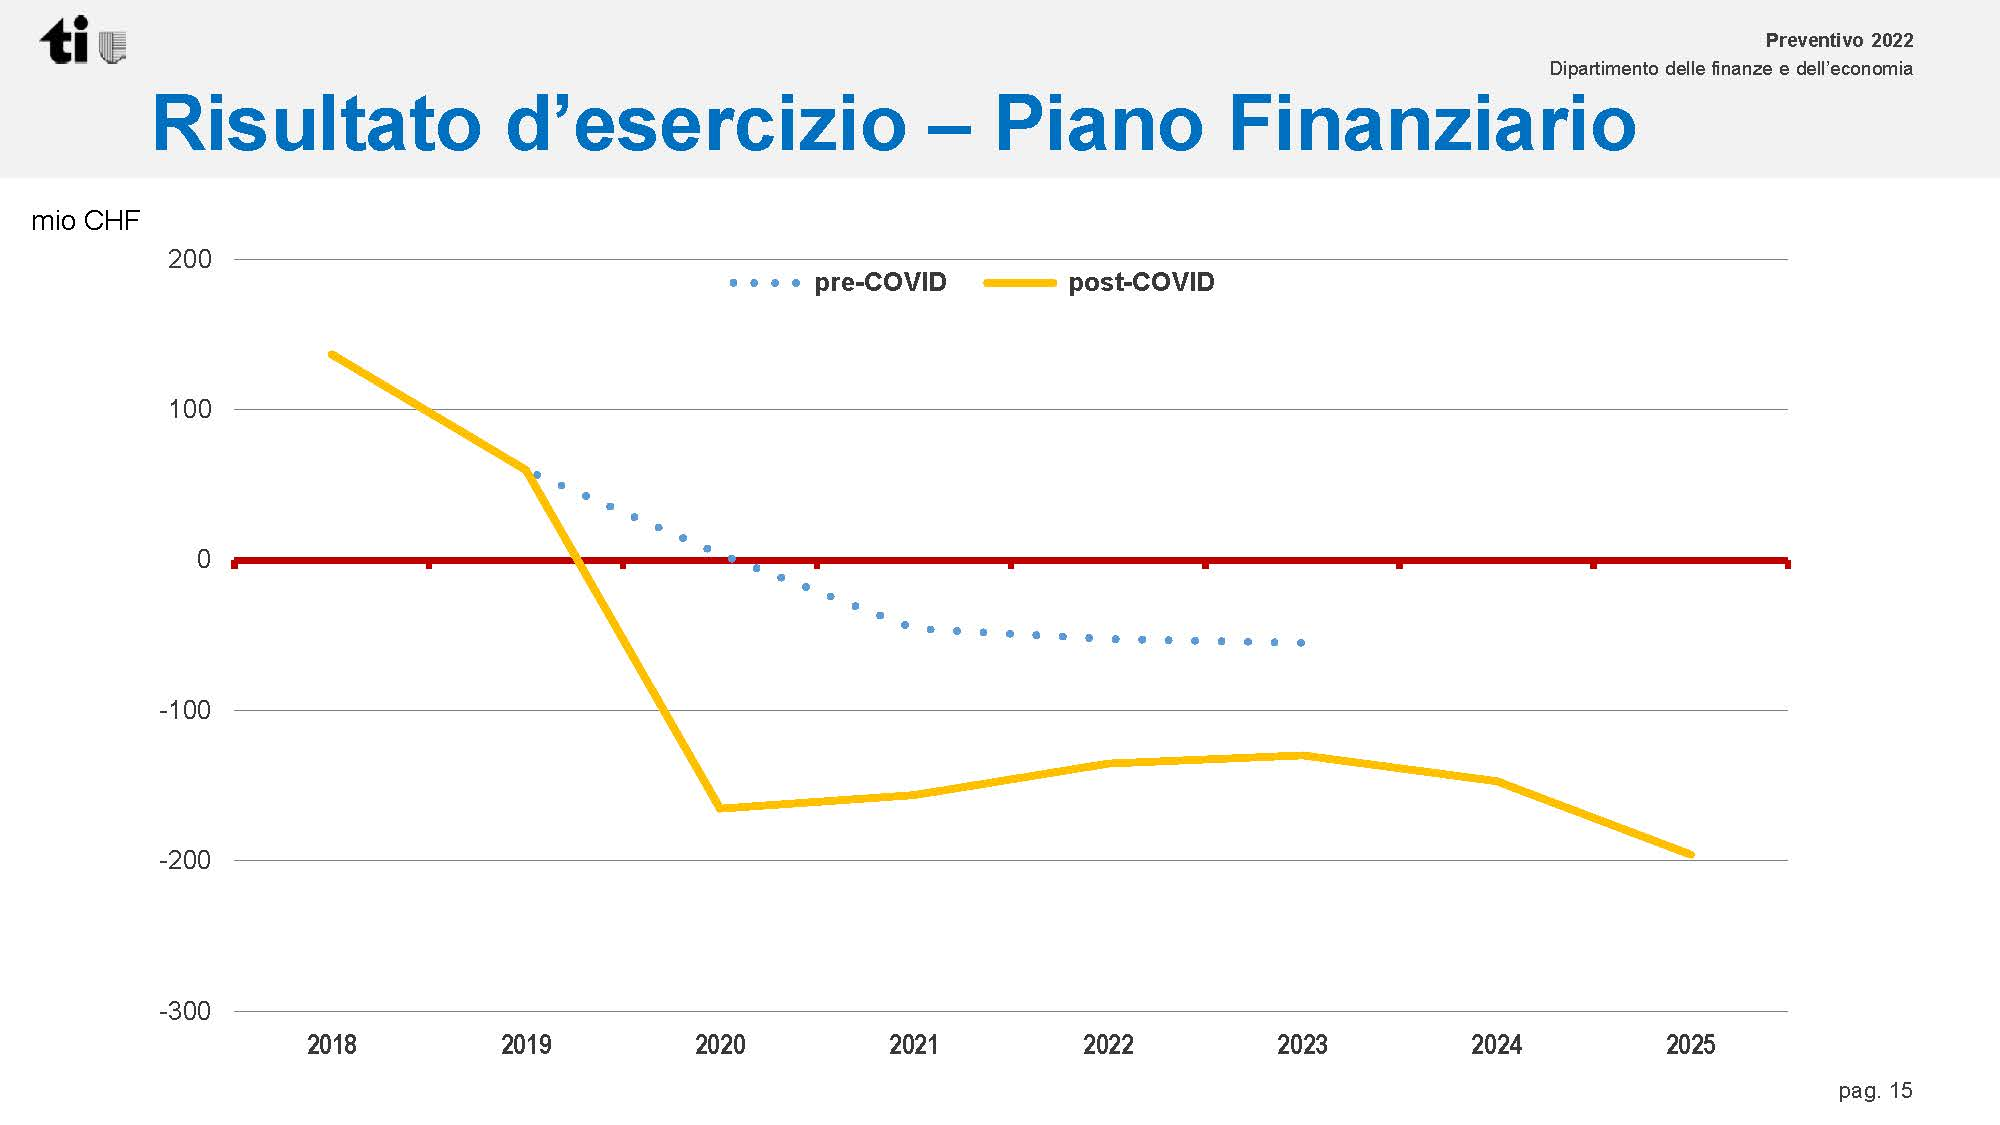 ti
Preventivo 2022
Dipartimento delle finanze e dell’economia
Risultato d’esercizio – Piano Finanziario
mio CHF
200
pre-COVID post-COVID
100
0
-100
-200
-300
2018 2019 2020 2021 2022 2023 2024 2025
pag. 15